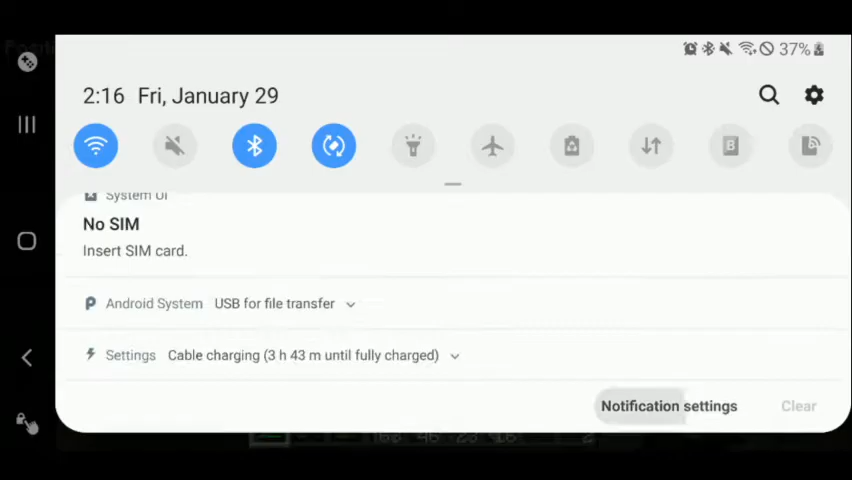 37%
2:16 Fri, January 29
B
System UI
No SIM
Insert SIM card.
Android System USB for file transfer
Settings Cable charging (3 h 43 m until fully charged)
Notification settings Clear